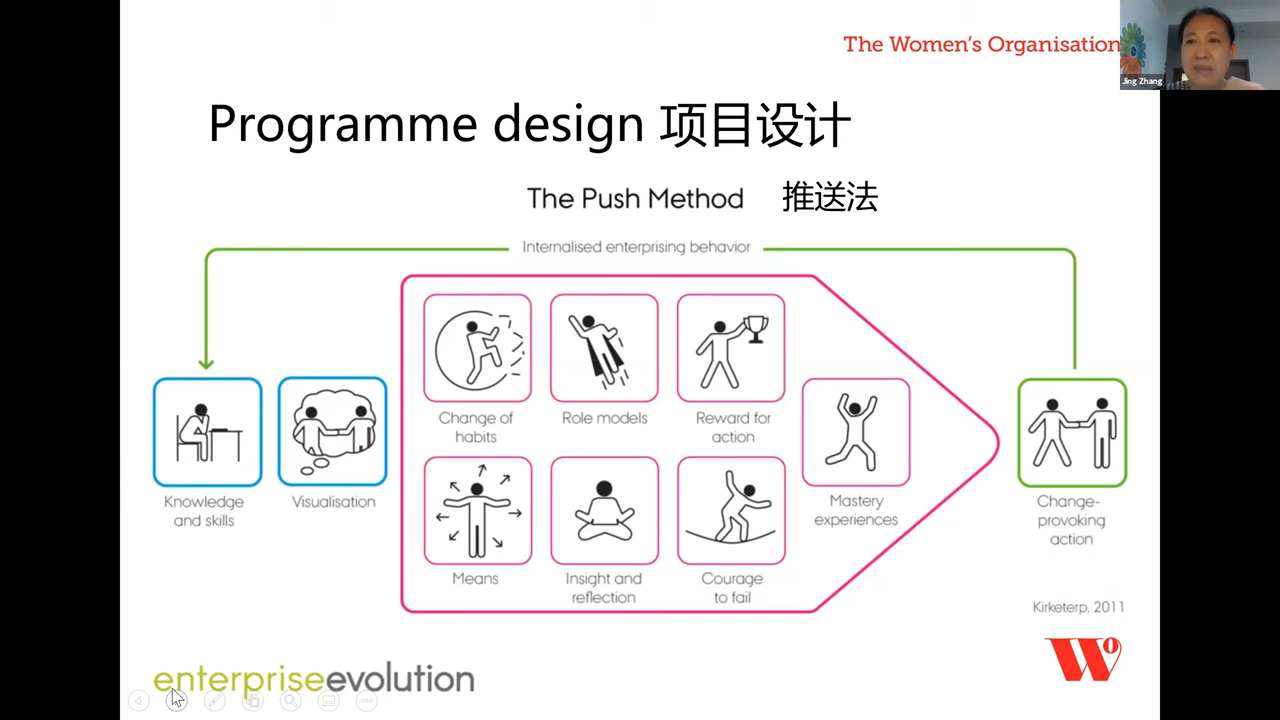 The Women's Organisation
Jing Zhang
Programme design 项目设计
The Push Method 推送法
Internalised enterprising behavior
Change of
habits
Role models
Reward for
action
Knowledge
and skills
Visualisation
Mastery
experiences
Change-
provoking
action
Means
Insight and
reflection
Courage
to fail
Kirketerp, 2011
enterpriseevolution
WO